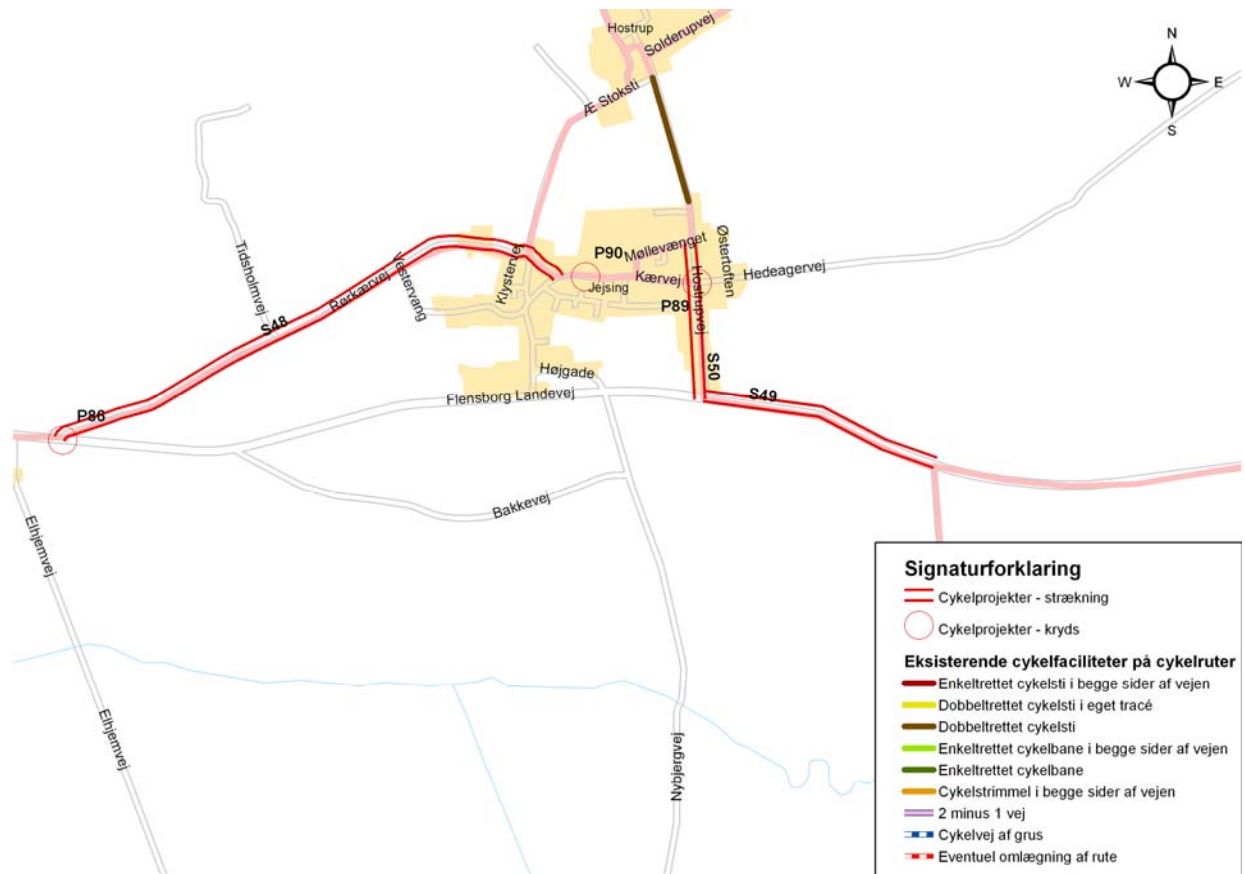 Hostrup
Solderupvej
N
W
E
S
Æ Stoksti
Tidsholmvej
Østertoften
P90
Møllevænget
Vestervang
Klystervej
Kærvej
Hedeagervej
Jejsing
Rørkærvej
P89
Hostrupvej
S48
S50
Højgade
Flensborg Landevej
S49
P86
Bakkevej
Elhjemvej
Elhjemvej
Nybjergvej
Signaturforklaring
Cykelprojekter - strækning
Cykelprojekter - kryds
Eksisterende cykelfaciliteter på cykelruter
Enkeltrettet cykelsti i begge sider af vejen
Dobbeltrettet cykelsti i eget tracé
Dobbeltrettet cykelsti
Enkeltrettet cykelbane i begge sider af vejen
Enkeltrettet cykelbane
Cykelstrimmel i begge sider af vejen
2 minus 1 vej
Cykelvej af grus
Eventuel omlægning af rute